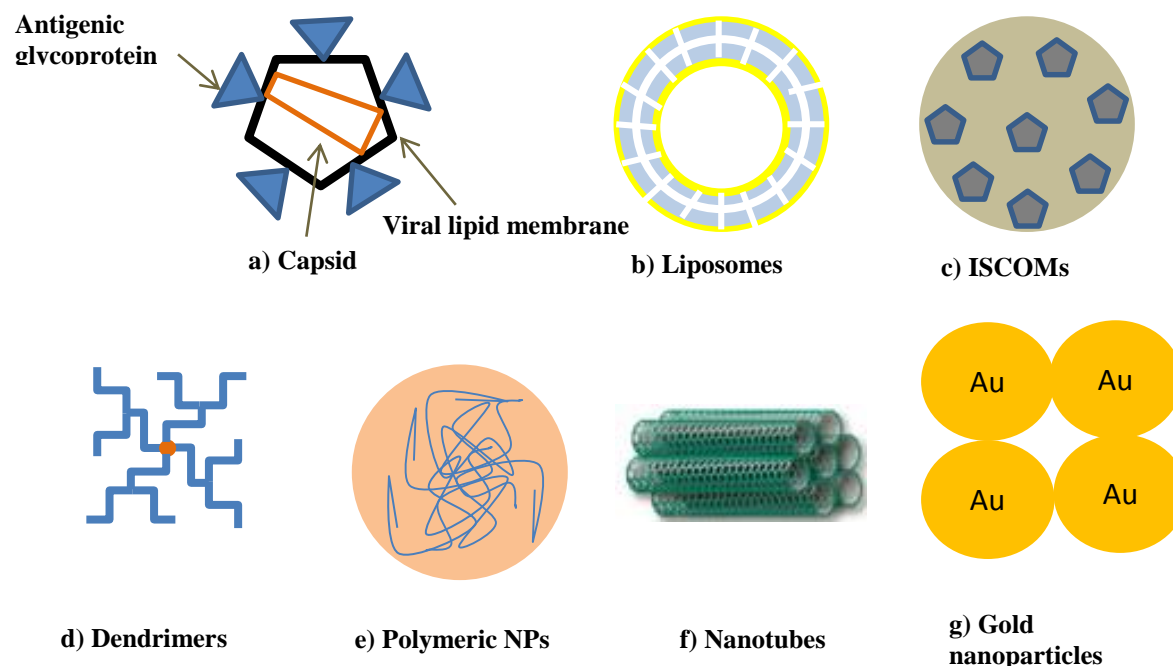 Antigenic
glycoprotein
Viral lipid membrane
a) Capsid
b) Liposomes
c) ISCOMs
Au
Au
Au
Au
d) Dendrimers
e) Polymeric NPs
f) Nanotubes
g) Gold
nanoparticles